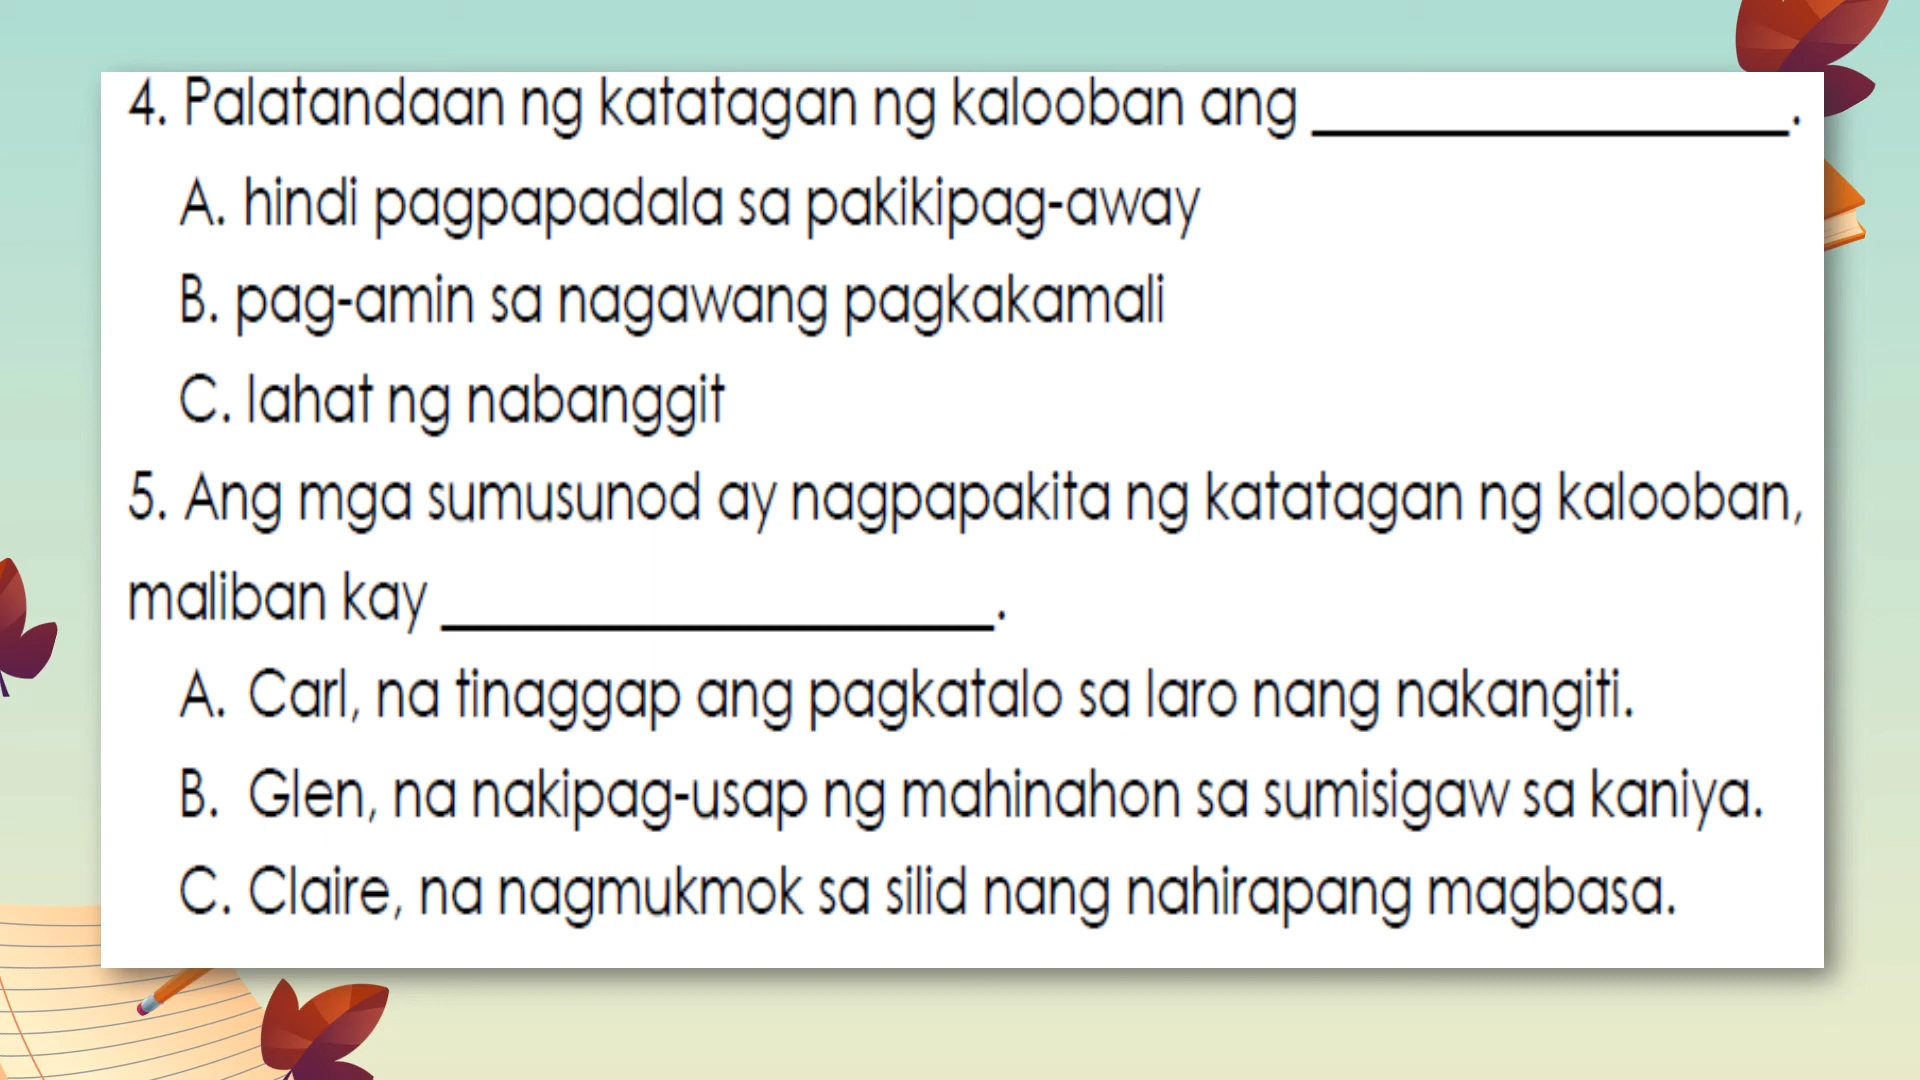 4. Palatandaan ng katatagan ng kalooban ang _______________.
A. hindi pagpapadala sa pakikipag-away
B. pag-amin sa nagawang pagkakamali
C. lahat ng nabanggit
5. Ang mga sumusunod ay nagpapakita ng katatagan ng kalooban,
maliban kay _________________.
A. Carl, na tinaggap ang pagkatalo sa laro nang nakangiti.
B. Glen, na nakipag-usap ng mahinahon sa sumisigaw sa kaniya.
C. Claire, na nagmukmok sa silid nang nahirapang magbasa.